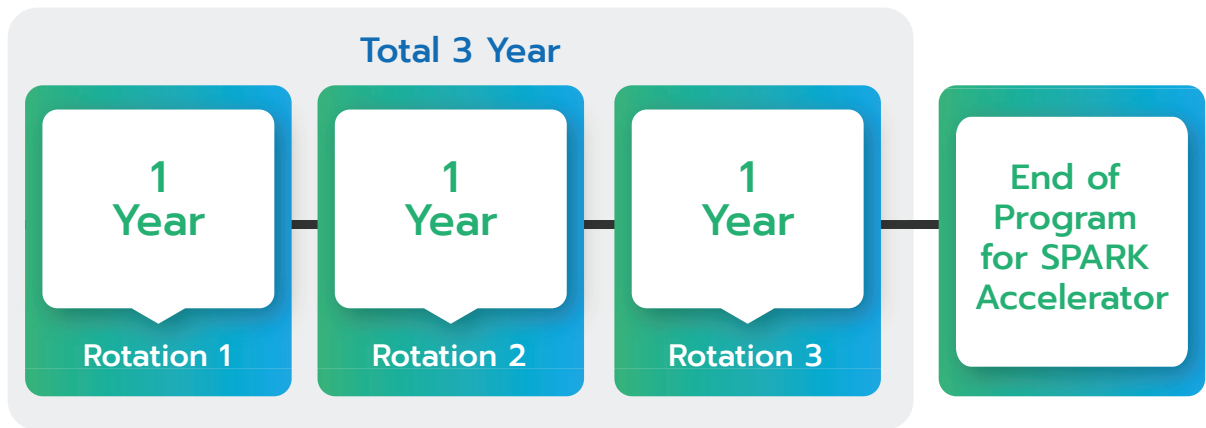 Total 3 Year
1
Year
Rotation 1
1
Year
Rotation 2
1
Year
Rotation 3
End of
Program
for SPARK
Accelerator